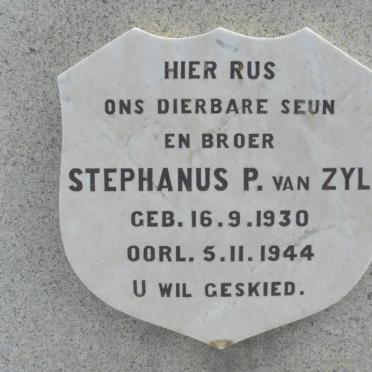 HIER RUS
ONS DIERBARE SEUN
EN BROER
STEPHANUS P. VAN ZYL
GEB. 16.9.1930
OORL. 5.11.1944
U WIL GESKIED.